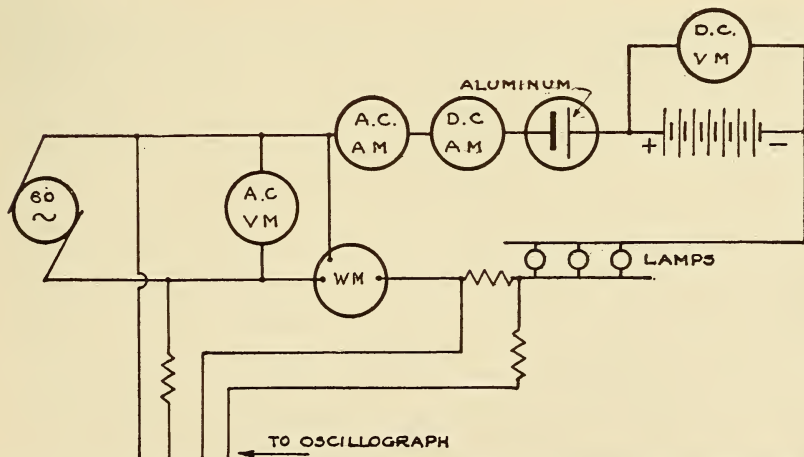 D.C.
VM
ALUMINUM
A.C.
AM
D.C
AM
+
-
60
~
A.C
VM
WM
LAMPS
TO OSCILLOGRAPH